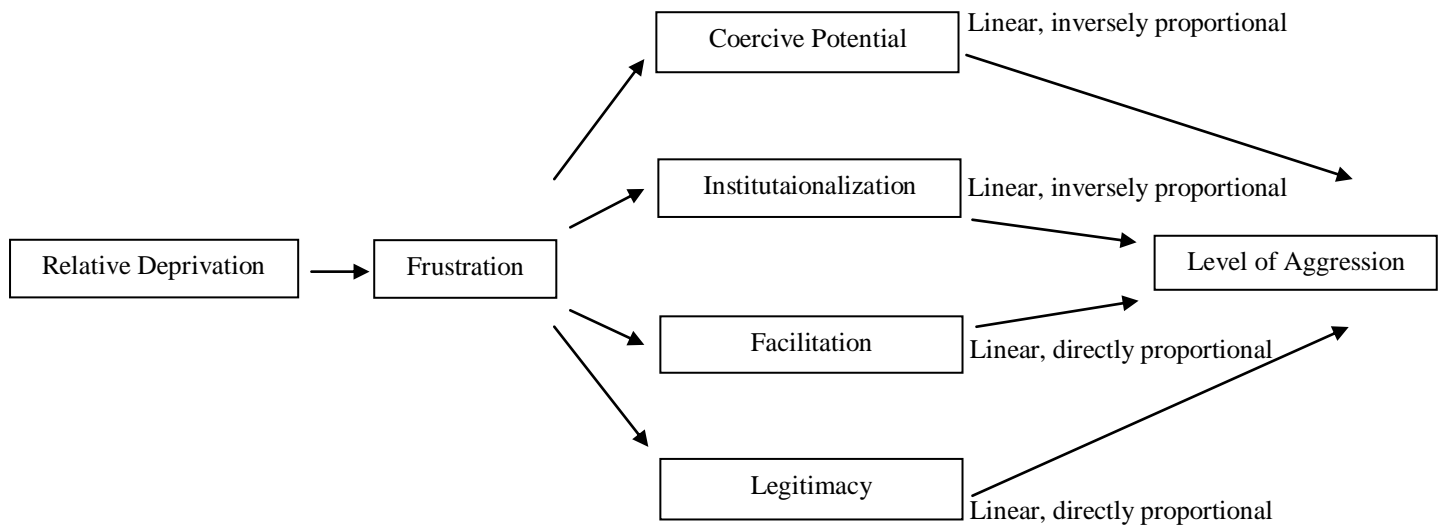 Coercive Potential
Linear, inversely proportional
Institutaionalization
Linear, inversely proportional
Relative Deprivation
Frustration
Level of Aggression
Facilitation
Linear, directly proportional
Legitimacy
Linear, directly proportional